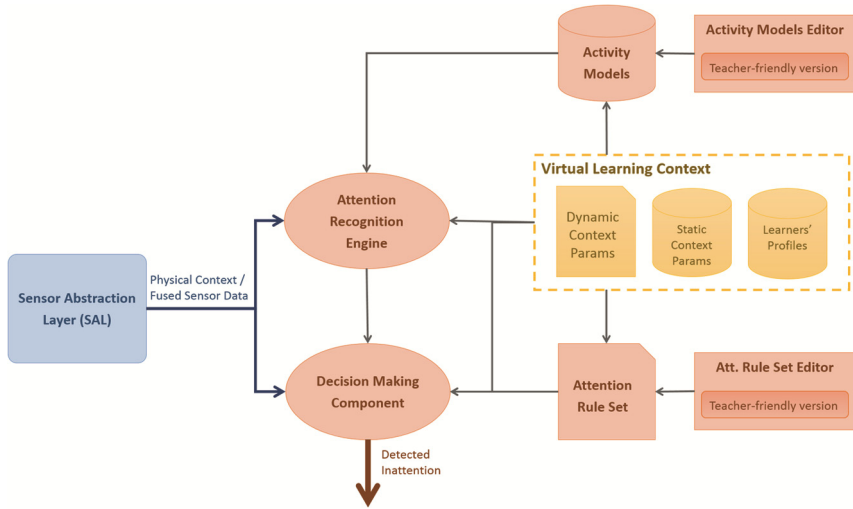 Activity Models Editor
Teacher-friendly version
Activity
Models
Virtual Learning Context
Dynamic
Context
Params
Static
Context
Params
Learners'
Profiles
Attention
Recognition
Engine
Physical Context /
Fused Sensor Data
Sensor Abstraction
Layer (SAL)
Decision Making
Component
Attention
Rule Set
Att. Rule Set Editor
Teacher-friendly version
Detected
Inattention